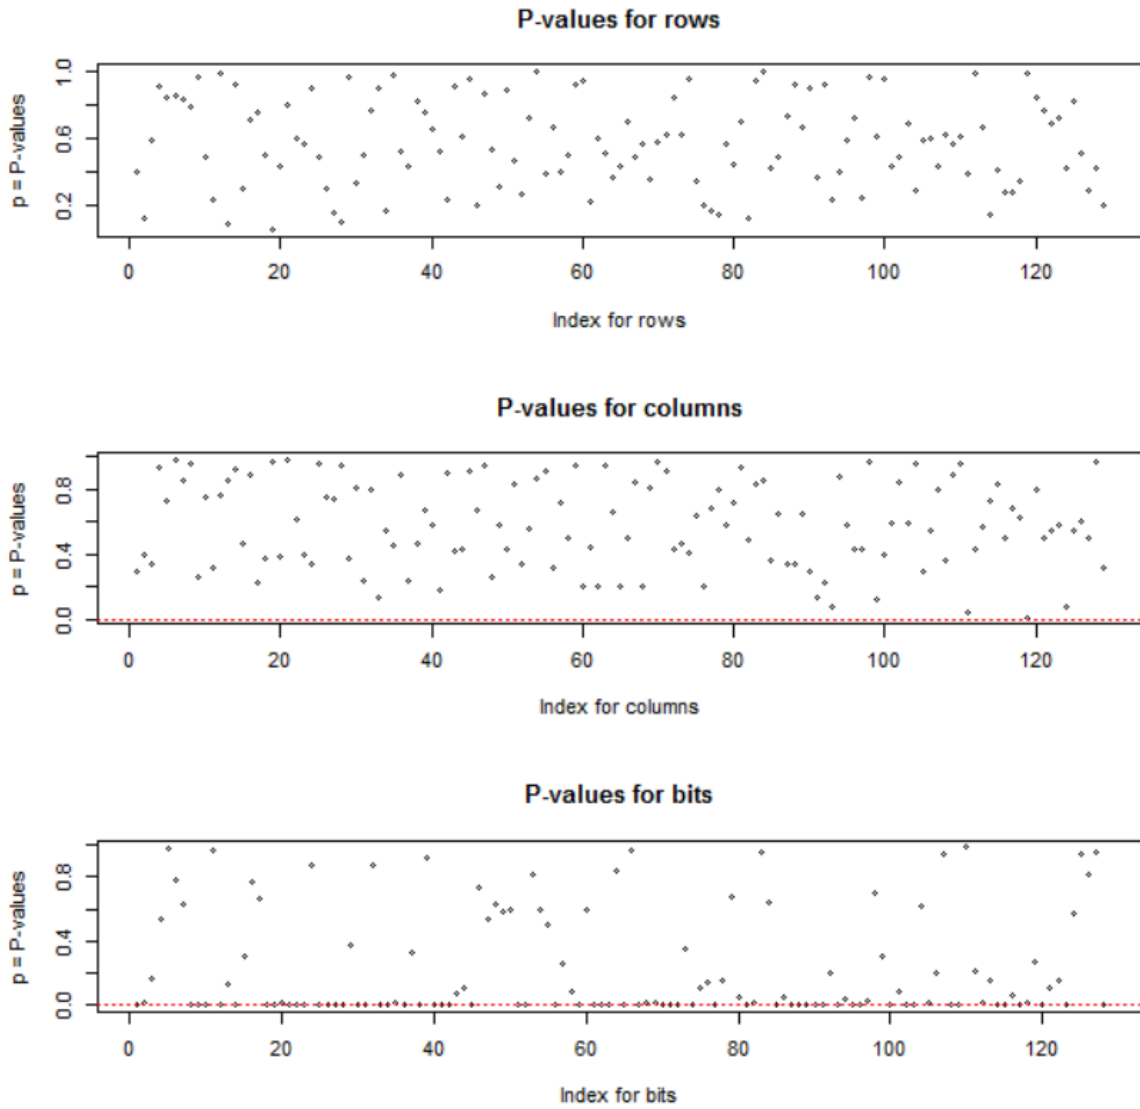 P-values for rows
p = P-values
0.2 0.6 1.0
0 20 40 60 80 100 120
Index for rows
P-values for columns
p = P-values
0.0 0.4 0.8
0 20 40 60 80 100 120
Index for columns
P-values for bits
p = P-values
0.0 0.4 0.8
0 20 40 60 80 100 120
Index for bits